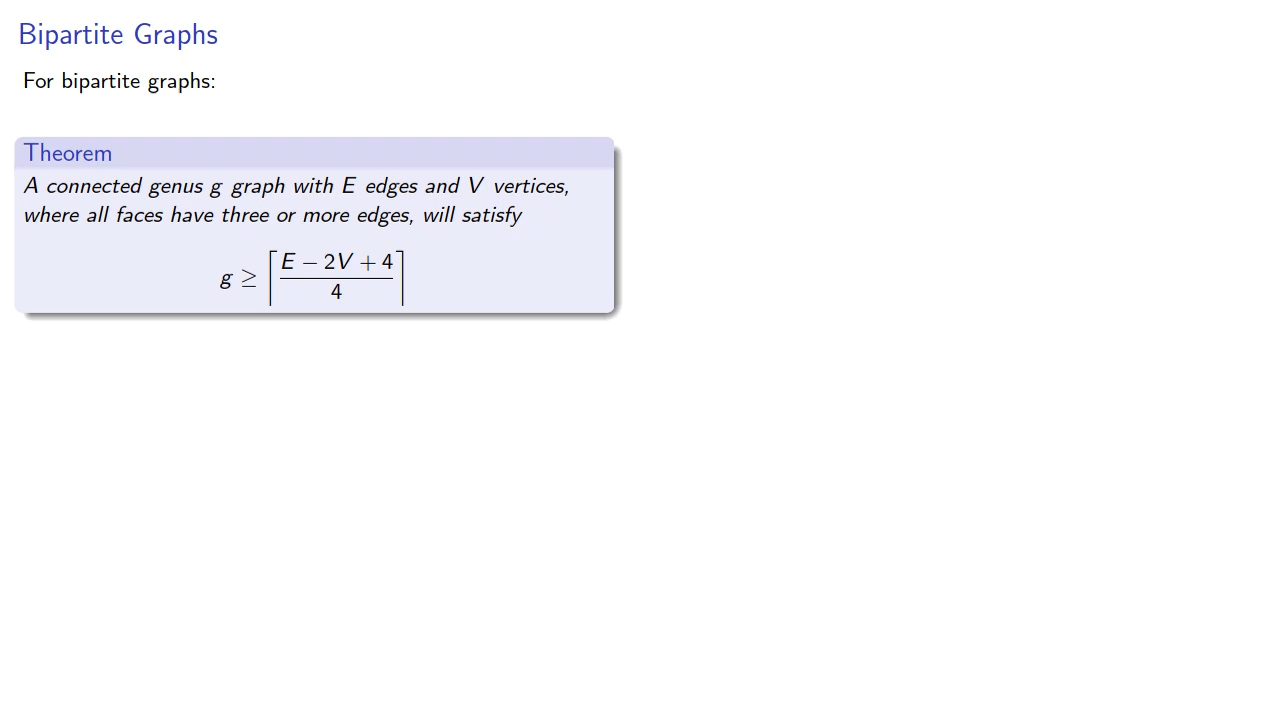 Bipartite Graphs
For bipartite graphs:
Theorem
A connected genus g graph with E edges and V vertices,
where all faces have three or more edges, will satisfy
g ≥ ⌈(E − 2V + 4)/4⌉